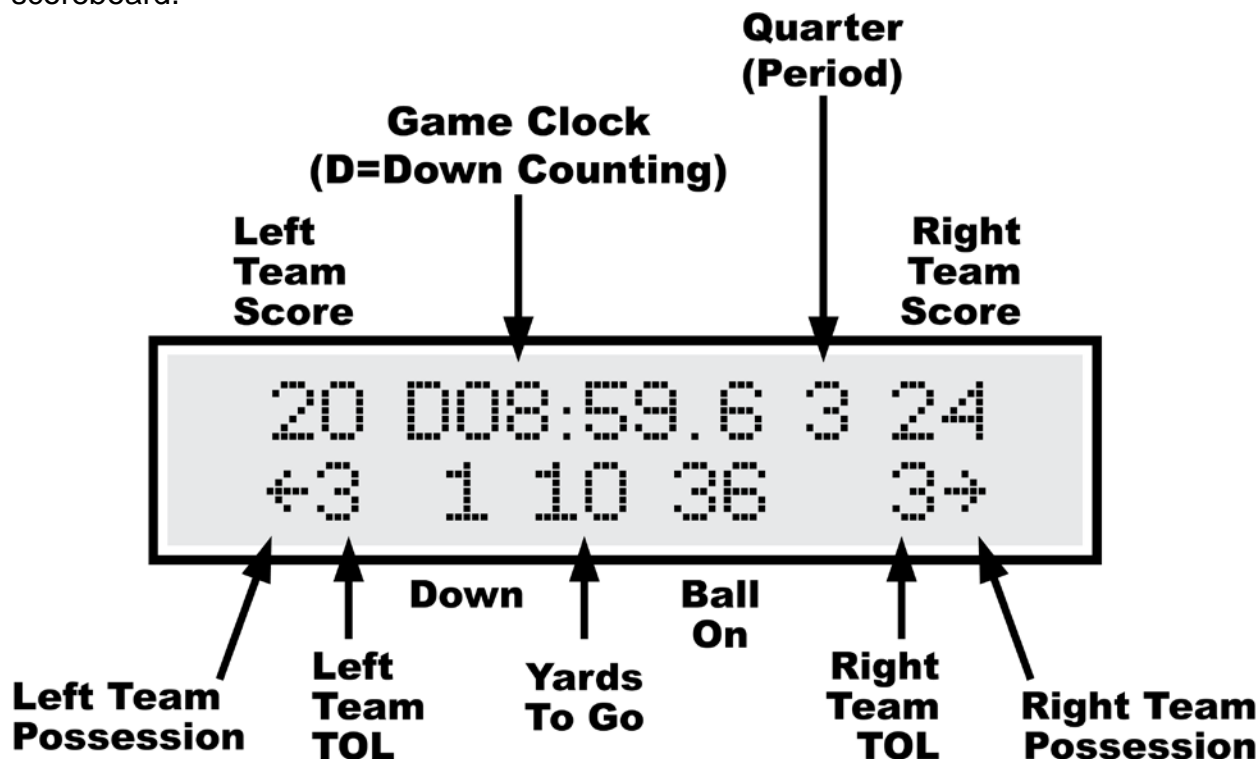 scoreboard.
Quarter
(Period)
Game Clock
(D=Down Counting)
Left
Team
Score
Right
Team
Score
20 D08:59.6 3 24
←3 1 10 36 3→
Down
Ball
On
Left Team
Possession
Left
Team
TOL
Yards
To Go
Right
Team
TOL
Right Team
Possession